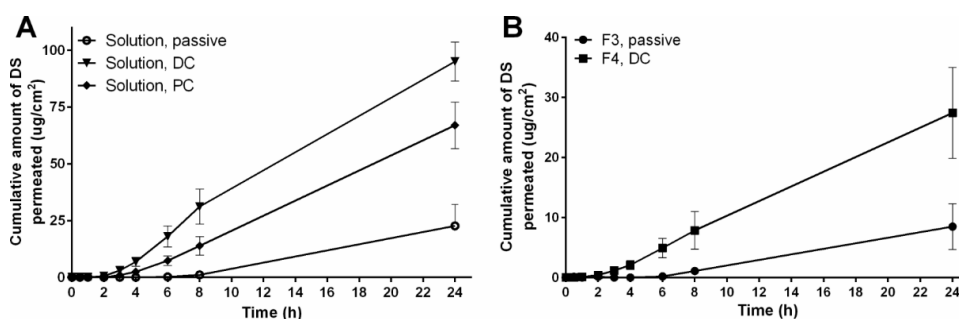 A
Solution, passive
Solution, DC
Solution, PC
Cumulative amount of DS
permeated (ug/cm²)
100
75
50
25
0
0 2 4 6 8 10 12 14 16 18 20 22 24
Time (h)
B
F3, passive
F4, DC
Cumulative amount of DS
permeated (ug/cm²)
40
30
20
10
0
0 2 4 6 8 10 12 14 16 18 20 22 24
Time (h)